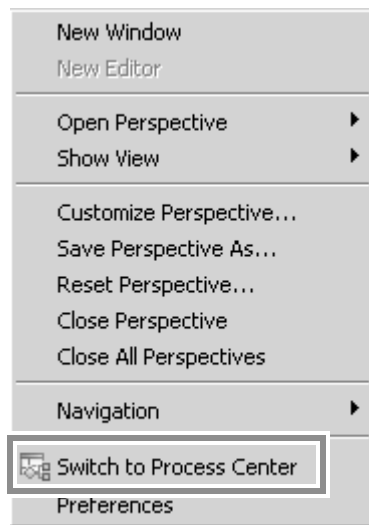 New Window
New Editor
Open Perspective
Show View
Customize Perspective...
Save Perspective As...
Reset Perspective...
Close Perspective
Close All Perspectives
Navigation
Switch to Process Center
Preferences